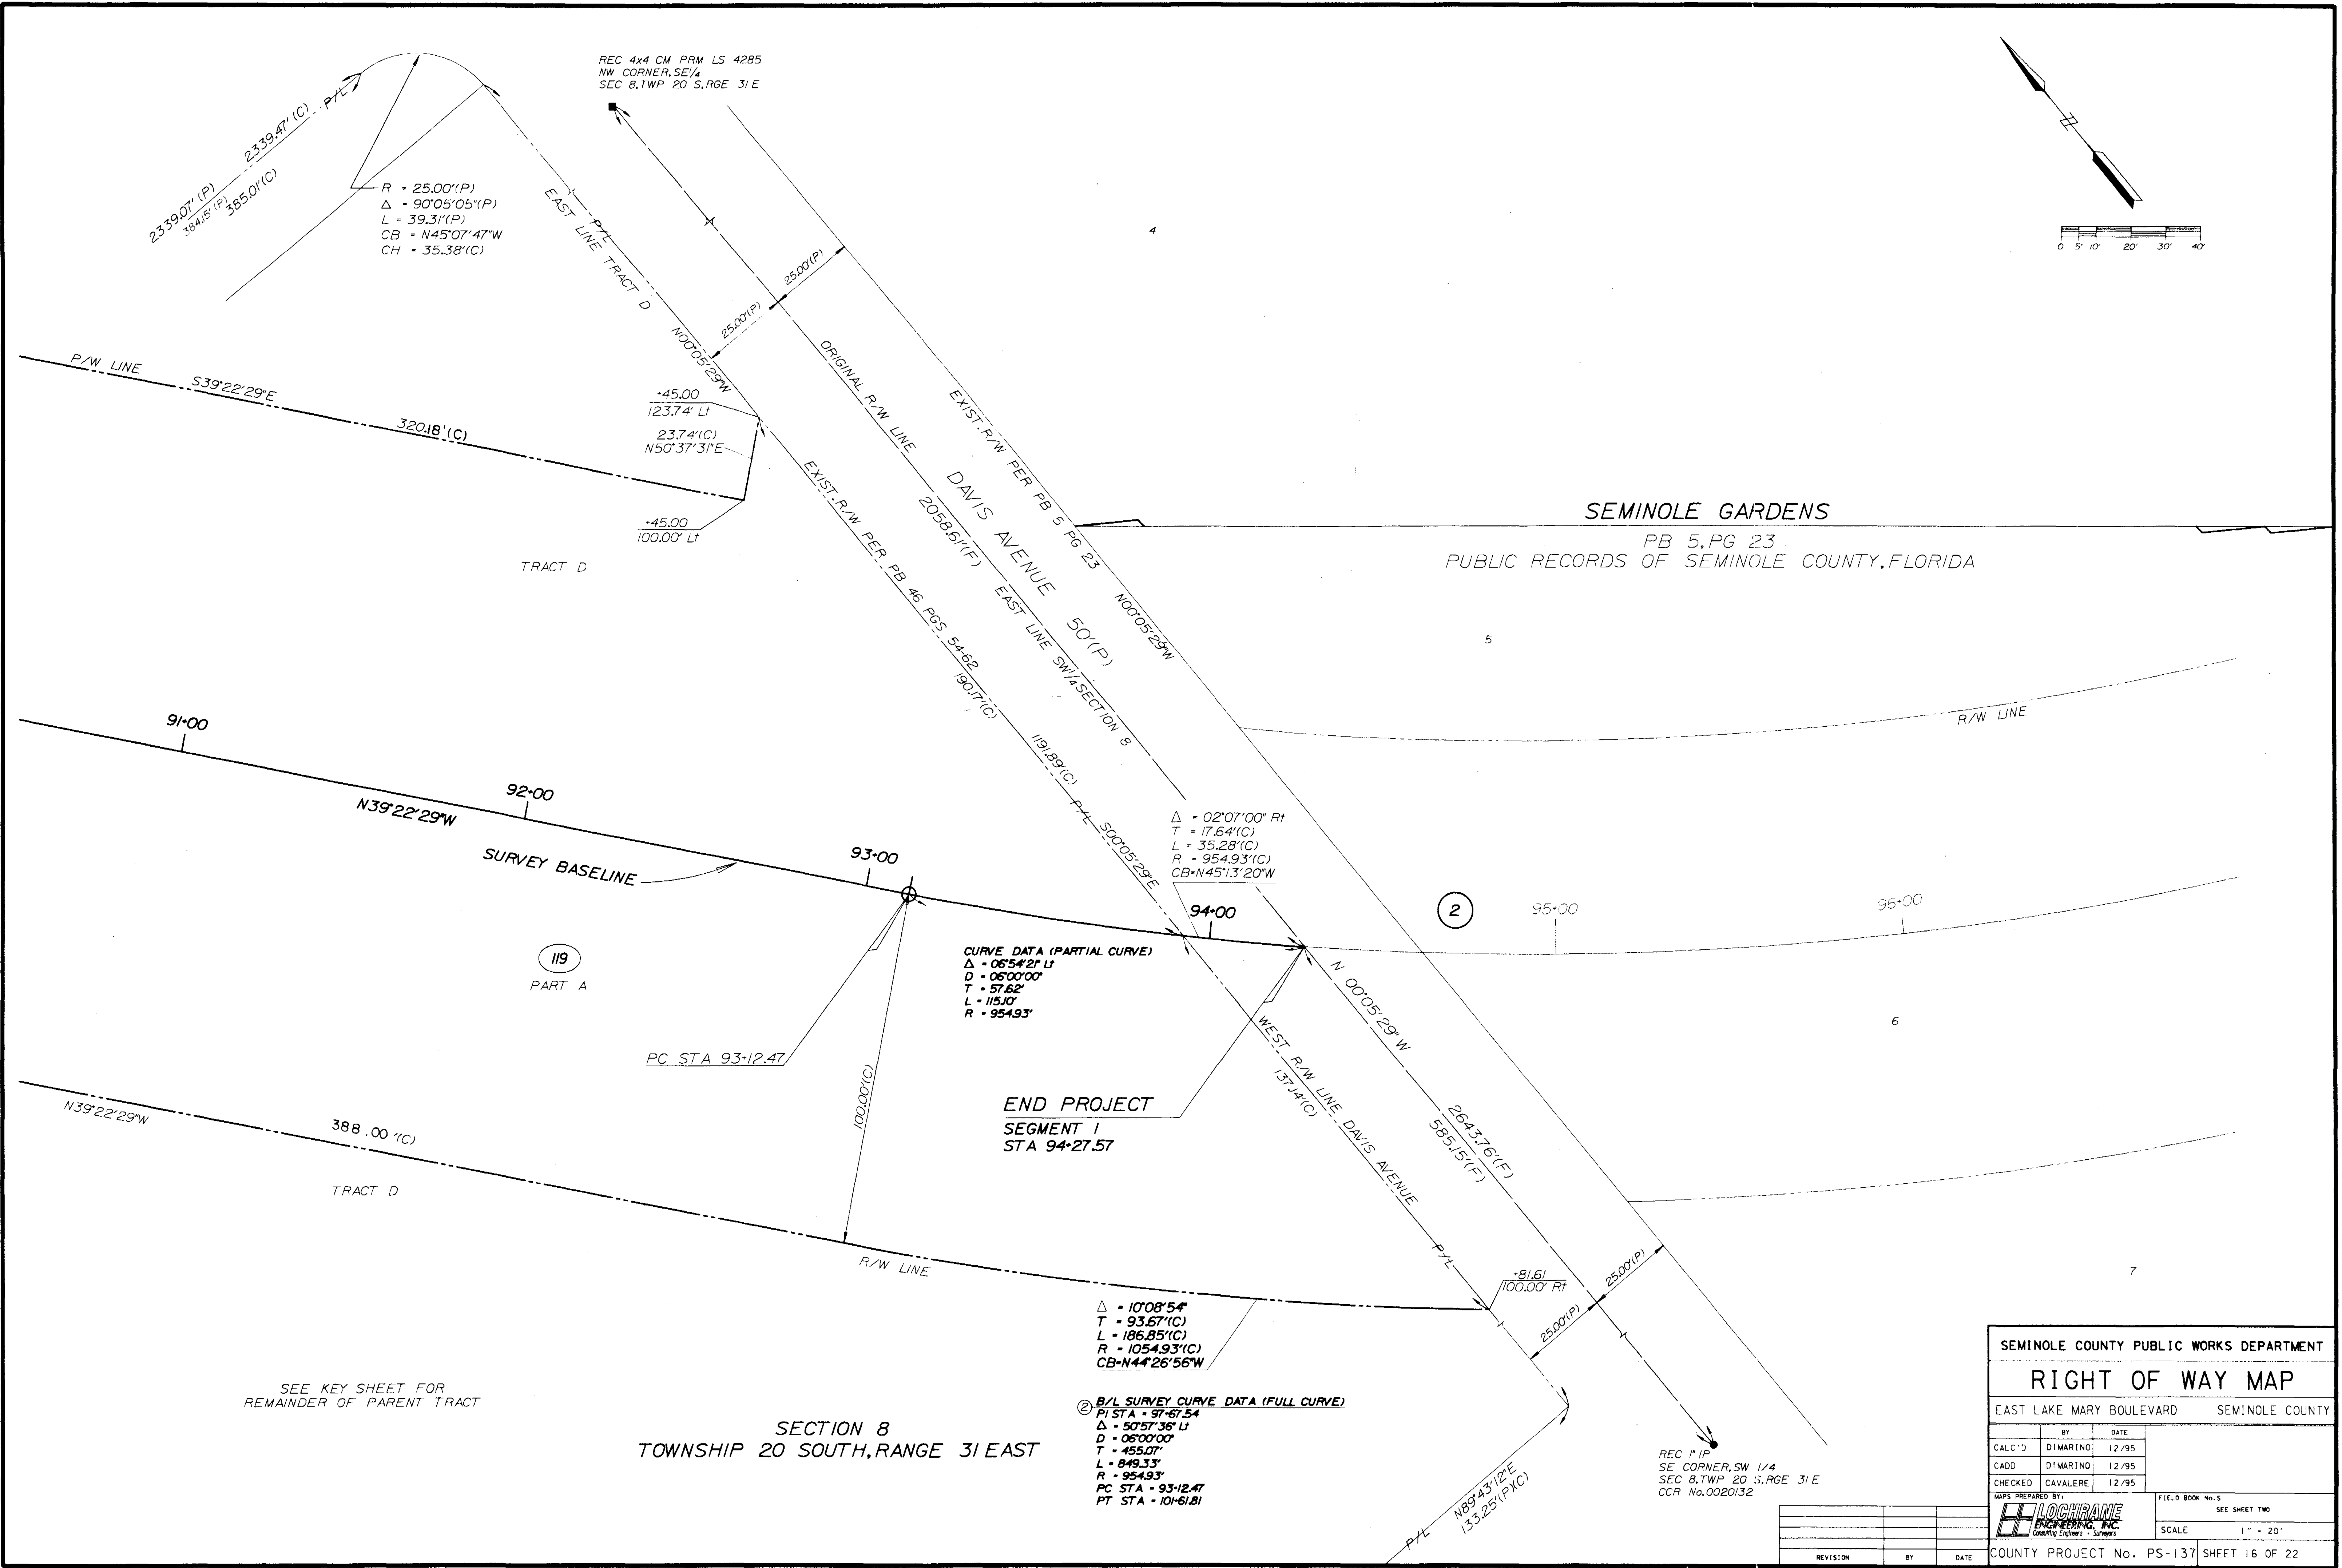 REC 4x4 CM PRM LS 4285
NW CORNER, SE1/4
SEC 8, TWP 20 S, RGE 31 E
2339.47' (C) P/L
2339.07' (P)
384.15' (P)
385.01' (C)
R = 25.00'(P)
Δ = 90°05'05"(P)
L = 39.31'(P)
CB = N45°07'47"W
CH = 35.38'(C)
P/L
EAST LINE TRACT D
N00°05'29"W
25.00'(P)
25.00'(P)
4
N
0 5' 10' 20' 30' 40'
P/W LINE
S39°22'29"E
320.18'(C)
+45.00
123.74' Lt
23.74'(C)
N50°37'31"E
+45.00
100.00' Lt
TRACT D
ORIGINAL R/W LINE
2058.61'(F)
EAST LINE SW1/4 SECTION 8
DAVIS AVENUE 50'(P)
EXIST. R/W PER PB 5 PG 23
N00°05'29"W
EXIST. R/W PER PB 46 PGS 54-62
190.17'(C)
1191.89'(C)
P/L
S00°05'29"E
SEMINOLE GARDENS
PB 5, PG 23
PUBLIC RECORDS OF SEMINOLE COUNTY, FLORIDA
5
R/W LINE
91+00
92+00
N39°22'29"W
SURVEY BASELINE
93+00
Δ = 02°07'00" Rt
T = 17.64'(C)
L = 35.28'(C)
R = 954.93'(C)
CB=N45°13'20"W
94+00
2
95+00
96+00
119
PART A
CURVE DATA (PARTIAL CURVE)
Δ = 06°54'21" Lt
D = 06°00'00"
T = 57.62'
L = 115.10'
R = 954.93'
PC STA 93+12.47
100.00'(C)
END PROJECT
SEGMENT 1
STA 94+27.57
N 00°05'29" W
2643.76'(F)
585.15'(F)
WEST R/W LINE DAVIS AVENUE
137.14'(C)
P/L
6
N39°22'29"W
388.00 '(C)
TRACT D
R/W LINE
+81.61
100.00' Rt
25.00'(P)
25.00'(P)
7
Δ = 10°08'54"
T = 93.67'(C)
L = 186.85'(C)
R = 1054.93'(C)
CB=N44°26'56"W
SEE KEY SHEET FOR
REMAINDER OF PARENT TRACT
SECTION 8
TOWNSHIP 20 SOUTH, RANGE 31 EAST
2 B/L SURVEY CURVE DATA (FULL CURVE)
PI STA = 97+67.54
Δ = 50°57'36" Lt
D = 06°00'00"
T = 455.07'
L = 849.33'
R = 954.93'
PC STA = 93+12.47
PT STA = 101+61.81
P/L
N89°43'12"E
133.25'(P)(C)
REC 1" IP
SE CORNER, SW 1/4
SEC 8, TWP 20 S, RGE 31 E
CCR No. 0020132
REVISION BY DATE
SEMINOLE COUNTY PUBLIC WORKS DEPARTMENT
RIGHT OF WAY MAP
EAST LAKE MARY BOULEVARD SEMINOLE COUNTY
BY DATE
CALC'D DIMARINO 12/95
CADD DIMARINO 12/95
CHECKED CAVALERE 12/95
MAPS PREPARED BY:
LOCHRANE
ENGINEERING, INC.
Consulting Engineers - Surveyors
FIELD BOOK No.S
SEE SHEET TWO
SCALE 1" = 20'
COUNTY PROJECT No. PS-137 SHEET 16 OF 22